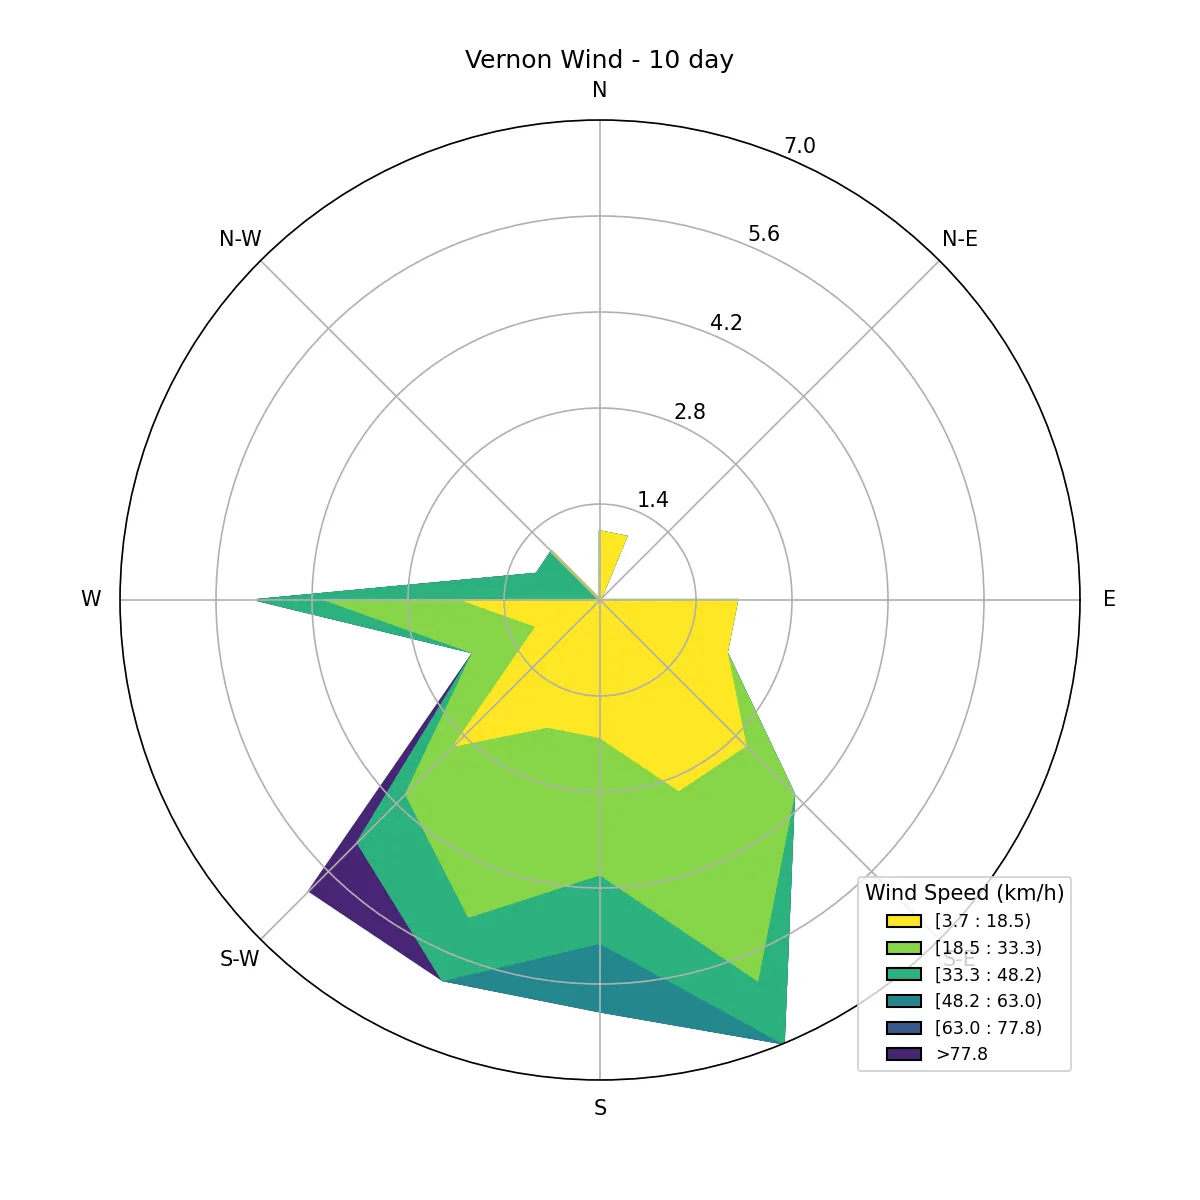 Vernon Wind - 10 day
N
7.0
5.6
N-W
N-E
4.2
2.8
1.4
W
E
Wind Speed (km/h)
[3.7 : 18.5)
[18.5 : 33.3)
S-W
S-E
[33.3 : 48.2)
[48.2 : 63.0)
[63.0 : 77.8)
>77.8
S